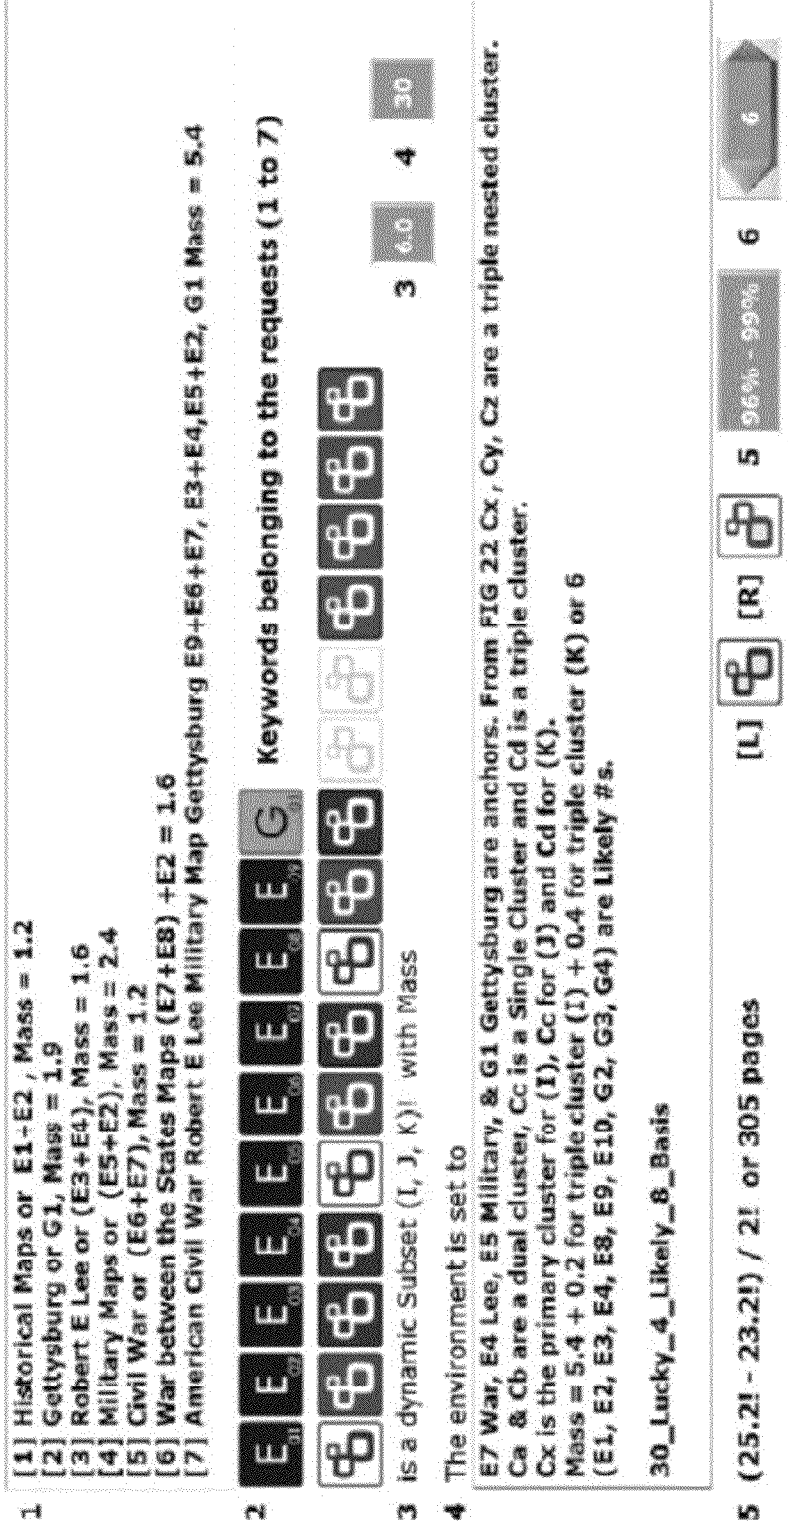 1
[1] Historical Maps or E1-E2 , Mass = 1.2
[2] Gettysburg or G1, Mass = 1.9
[3] Robert E Lee or (E3+E4), Mass = 1.6
[4] Military Maps or (E5+E2), Mass = 2.4
[5] Civil War or (E6+E7), Mass = 1.2
[6] War between the States Maps (E7+E8) +E2 = 1.6
[7] American Civil War Robert E Lee Military Map Gettysburg E9+E6+E7, E3+E4,E5+E2, G1 Mass = 5.4
2 E E E E E E E E E G Keywords belonging to the requests (1 to 7)
3 is a dynamic Subset (I, J, K)! with Mass 3 6.0 4 30
4 The environment is set to
E7 War, E4 Lee, E5 Military, & G1 Gettysburg are anchors. From FIG 22 Cx , Cy, Cz are a triple nested cluster.
Ca & Cb are a dual cluster, Cc is a Single Cluster and Cd is a triple cluster.
Cx is the primary cluster for (I), Cc for (J) and Cd for (K).
Mass = 5.4 + 0.2 for triple cluster (I) + 0.4 for triple cluster (K) or 6
(E1, E2, E3, E4, E8, E9, E10, G2, G3, G4) are Likely #s.
30_Lucky_4_Likely_8_Basis
5 (25.2! - 23.2!) / 2! or 305 pages [L] [R] 5 96% - 99% 6 6